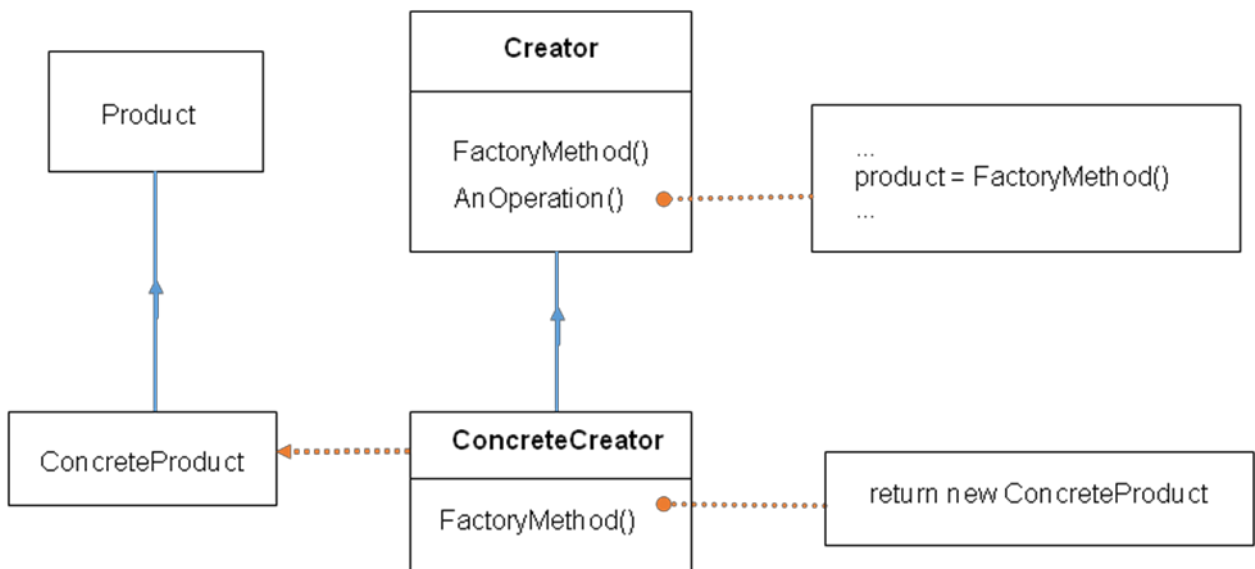 Creator
Product
FactoryMethod()
AnOperation()
...
product = FactoryMethod()
...
ConcreteProduct
ConcreteCreator
FactoryMethod()
return new ConcreteProduct